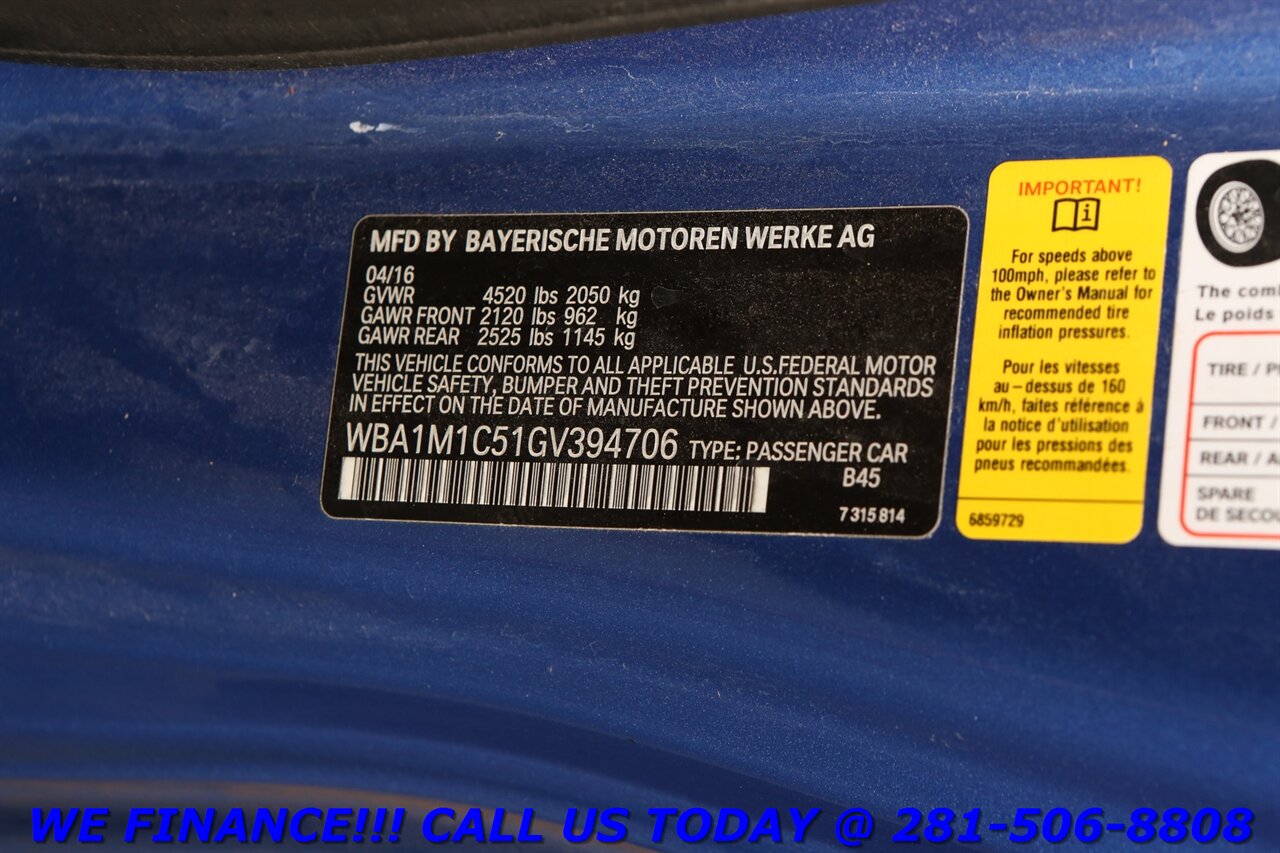 MFD BY BAYERISCHE MOTOREN WERKE AG
04/16
GVWR 4520 lbs 2050 kg
GAWR FRONT 2120 lbs 962 kg
GAWR REAR 2525 lbs 1145 kg
THIS VEHICLE CONFORMS TO ALL APPLICABLE U.S.FEDERAL MOTOR
VEHICLE SAFETY, BUMPER AND THEFT PREVENTION STANDARDS
IN EFFECT ON THE DATE OF MANUFACTURE SHOWN ABOVE.
WBA1M1C51GV394706 TYPE: PASSENGER CAR
B45
7 315 814
IMPORTANT!
For speeds above
100mph, please refer to
the Owner's Manual for
recommended tire
inflation pressures.
Pour les vitesses
au-dessus de 160
km/h, faites référence à
la notice d'utilisation
pour les pressions des
pneus recommandées.
6859729
The
Le poids
TIRE /
FRONT /
REAR /
SPARE
DE
WE FINANCE!!! CALL US TODAY @ 281-506-8808